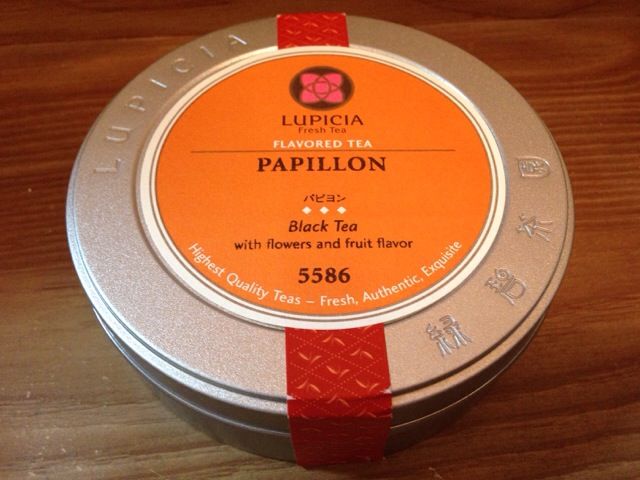 LUPICIA
LUPICIA
Fresh Tea
FLAVORED TEA
PAPILLON
パピヨン
Black Tea
with flowers and fruit flavor
5586
Highest Quality Teas – Fresh, Authentic, Exquisite